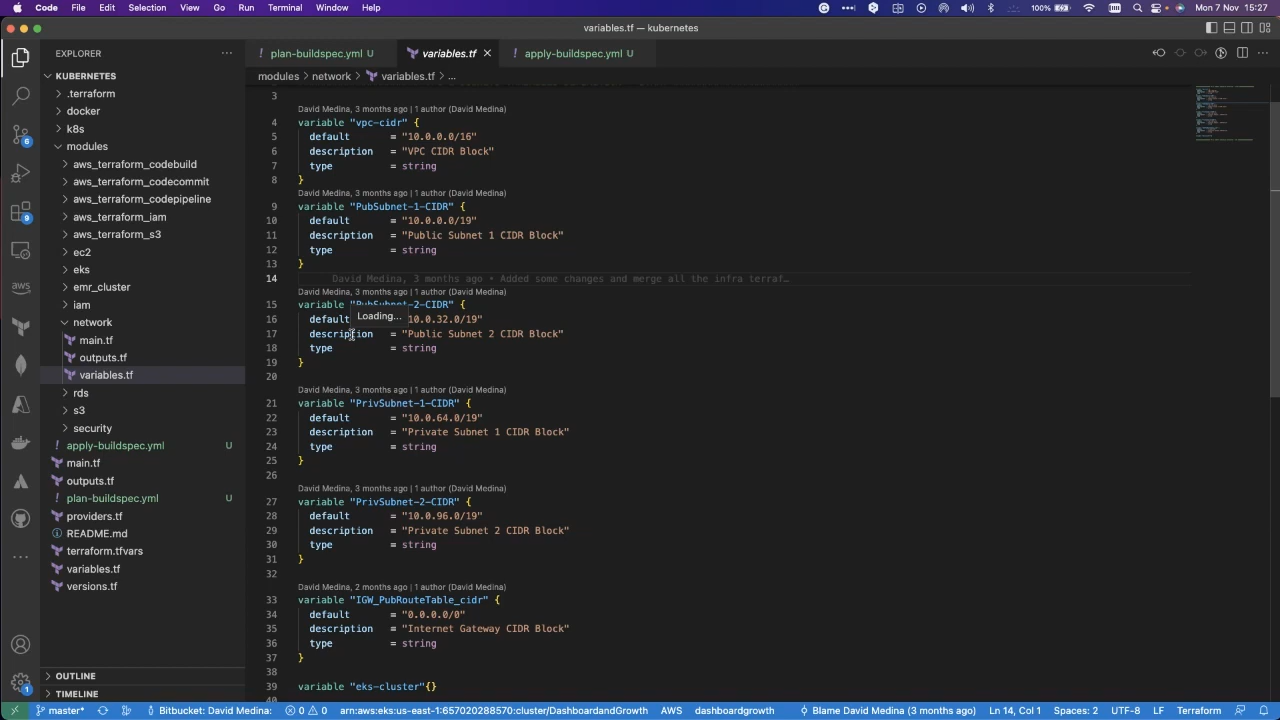 Code File Edit Selection View Go Run Terminal Window Help 100% Mon 7 Nov 15:27
variables.tf — kubernetes
EXPLORER
plan-buildspec.yml U
variables.tf
apply-buildspec.yml U
KUBERNETES
modules > network > variables.tf > ...
.terraform
docker
k8s
modules
aws_terraform_codebuild
aws_terraform_codecommit
aws_terraform_codepipeline
aws_terraform_iam
aws_terraform_s3
ec2
eks
emr_cluster
iam
network
main.tf
outputs.tf
variables.tf
rds
s3
security
apply-buildspec.yml U
main.tf
outputs.tf
plan-buildspec.yml U
providers.tf
README.md
terraform.tfvars
variables.tf
versions.tf
OUTLINE
TIMELINE
6
9
aws
1
3
David Medina, 3 months ago | 1 author (David Medina)
4 variable "vpc-cidr" {
5 default = "10.0.0.0/16"
6 description = "VPC CIDR Block"
7 type = string
8 }
David Medina, 3 months ago | 1 author (David Medina)
9 variable "PubSubnet-1-CIDR" {
10 default = "10.0.0.0/19"
11 description = "Public Subnet 1 CIDR Block"
12 type = string
13 }
14 David Medina, 3 months ago • Added some changes and merge all the infra terraf…
David Medina, 3 months ago | 1 author (David Medina)
15 variable "PubSubnet-2-CIDR" {
16 default 10.0.32.0/19"
Loading...
17 description = "Public Subnet 2 CIDR Block"
18 type = string
19 }
20
David Medina, 3 months ago | 1 author (David Medina)
21 variable "PrivSubnet-1-CIDR" {
22 default = "10.0.64.0/19"
23 description = "Private Subnet 1 CIDR Block"
24 type = string
25 }
26
David Medina, 3 months ago | 1 author (David Medina)
27 variable "PrivSubnet-2-CIDR" {
28 default = "10.0.96.0/19"
29 description = "Private Subnet 2 CIDR Block"
30 type = string
31 }
32
David Medina, 2 months ago | 1 author (David Medina)
33 variable "IGW_PubRouteTable_cidr" {
34 default = "0.0.0.0/0"
35 description = "Internet Gateway CIDR Block"
36 type = string
37 }
38
39 variable "eks-cluster"{}
40
master* Bitbucket: David Medina: 0 0 arn:aws:eks:us-east-1:657020288570:cluster/DashboardandGrowth AWS dashboardgrowth Blame David Medina (3 months ago) Ln 14, Col 1 Spaces: 2 UTF-8 LF Terraform